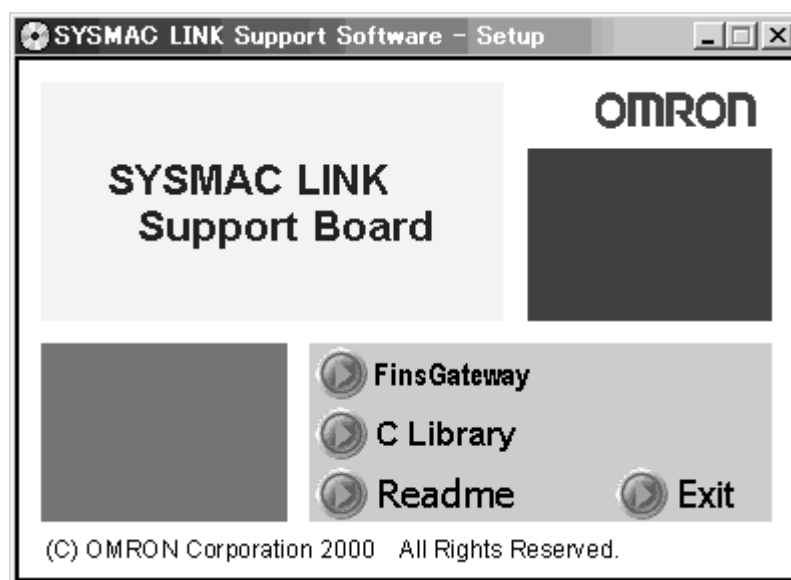 SYSMAC LINK Support Software - Setup
OMRON
SYSMAC LINK
Support Board
FinsGateway
C Library
Readme
Exit
(C) OMRON Corporation 2000 All Rights Reserved.